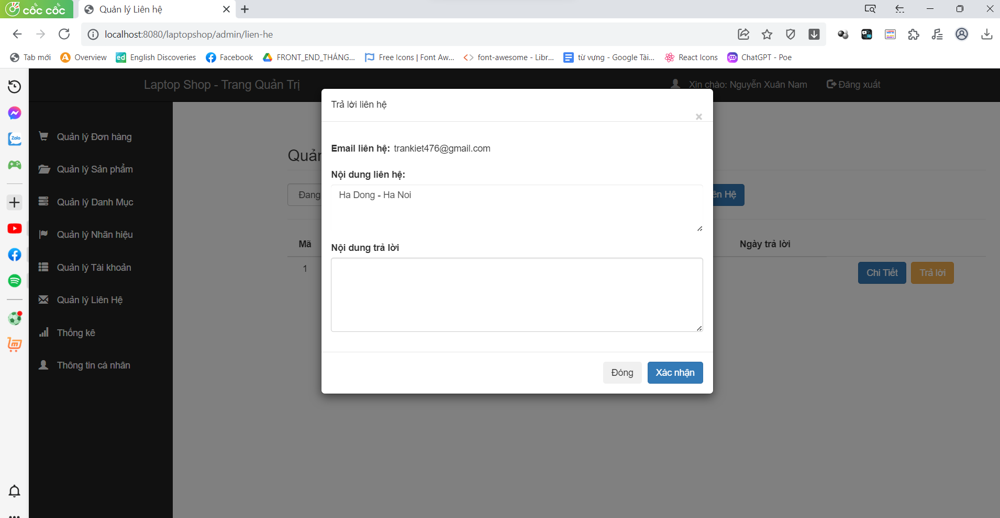 cốc cốc
Quản lý Liên hệ
localhost:8080/laptopshop/admin/lien-he
Tab mới
Overview
ed English Discoveries
Facebook
FRONT_END_THÁNG...
Free Icons | Font Aw...
font-awesome - Libr...
từ vựng - Google Tài...
React Icons
ChatGPT - Poe
Laptop Shop - Trang Quản Trị
Xin chào: Nguyễn Xuân Nam
Đăng xuất
Zalo
Quản lý Đơn hàng
Quản lý Sản phẩm
Quản lý Danh Mục
Quản lý Nhãn hiệu
Quản lý Tài khoản
Quản lý Liên Hệ
Thống kê
Thông tin cá nhân
Trả lời liên hệ
×
Email liên hệ: trankiet476@gmail.com
Nội dung liên hệ:
Ha Dong - Ha Noi
Nội dung trả lời
Đóng
Xác nhận
Quản
Đang
ên Hệ
Mã
Ngày trả lời
1
Chi Tiết
Trả lời